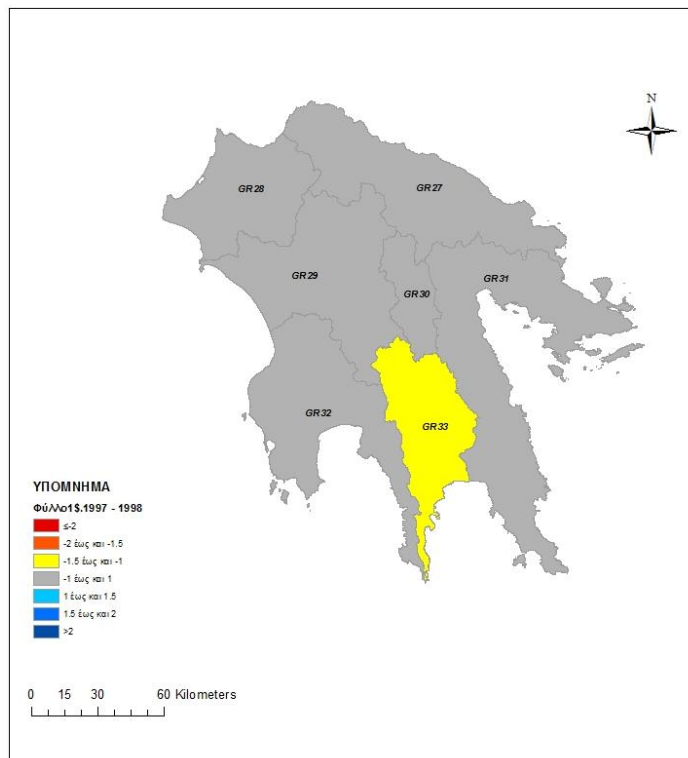 N
GR28
GR27
GR29
GR30
GR31
GR32
GR33
ΥΠΟΜΝΗΜΑ
Φύλλο1$.1997 - 1998
≤-2
-2 έως και -1.5
-1.5 έως και -1
-1 έως και 1
1 έως και 1.5
1.5 έως και 2
>2
0 15 30 60 Kilometers